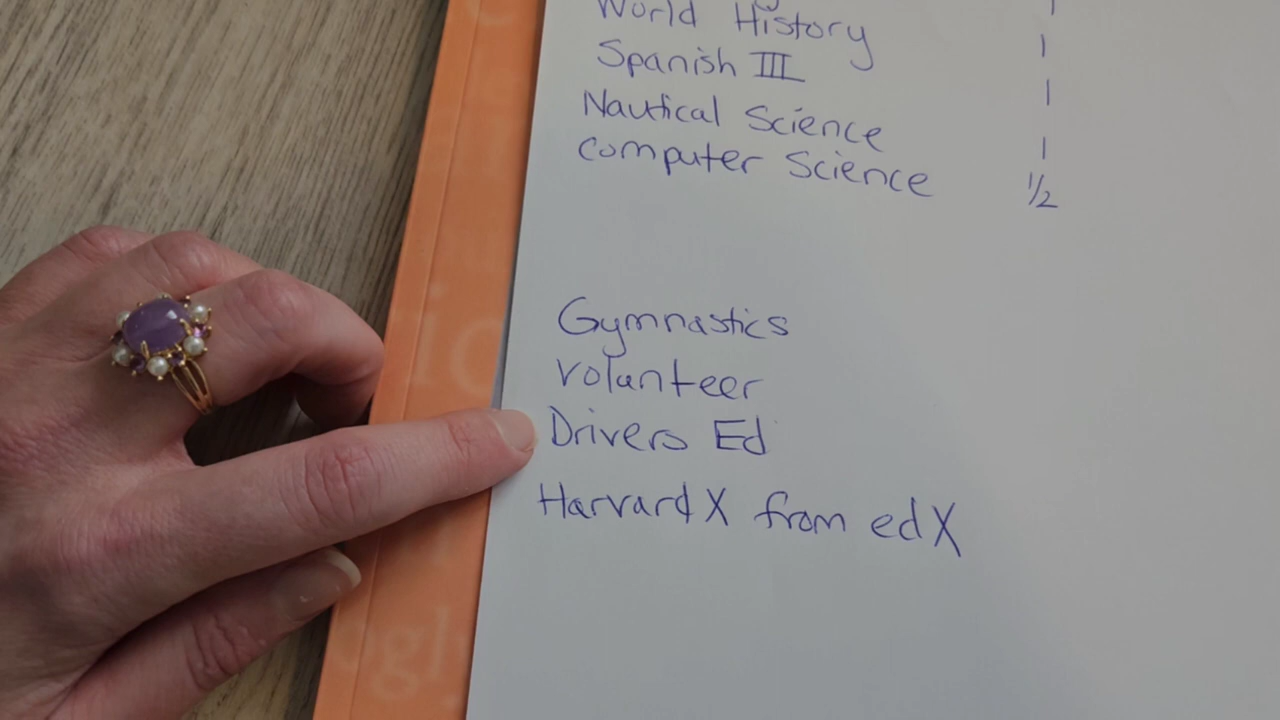 World History 1
Spanish III 1
Nautical Science 1
Computer Science 1/2
Gymnastics
Volunteer
Drivers Ed
HarvardX from edX